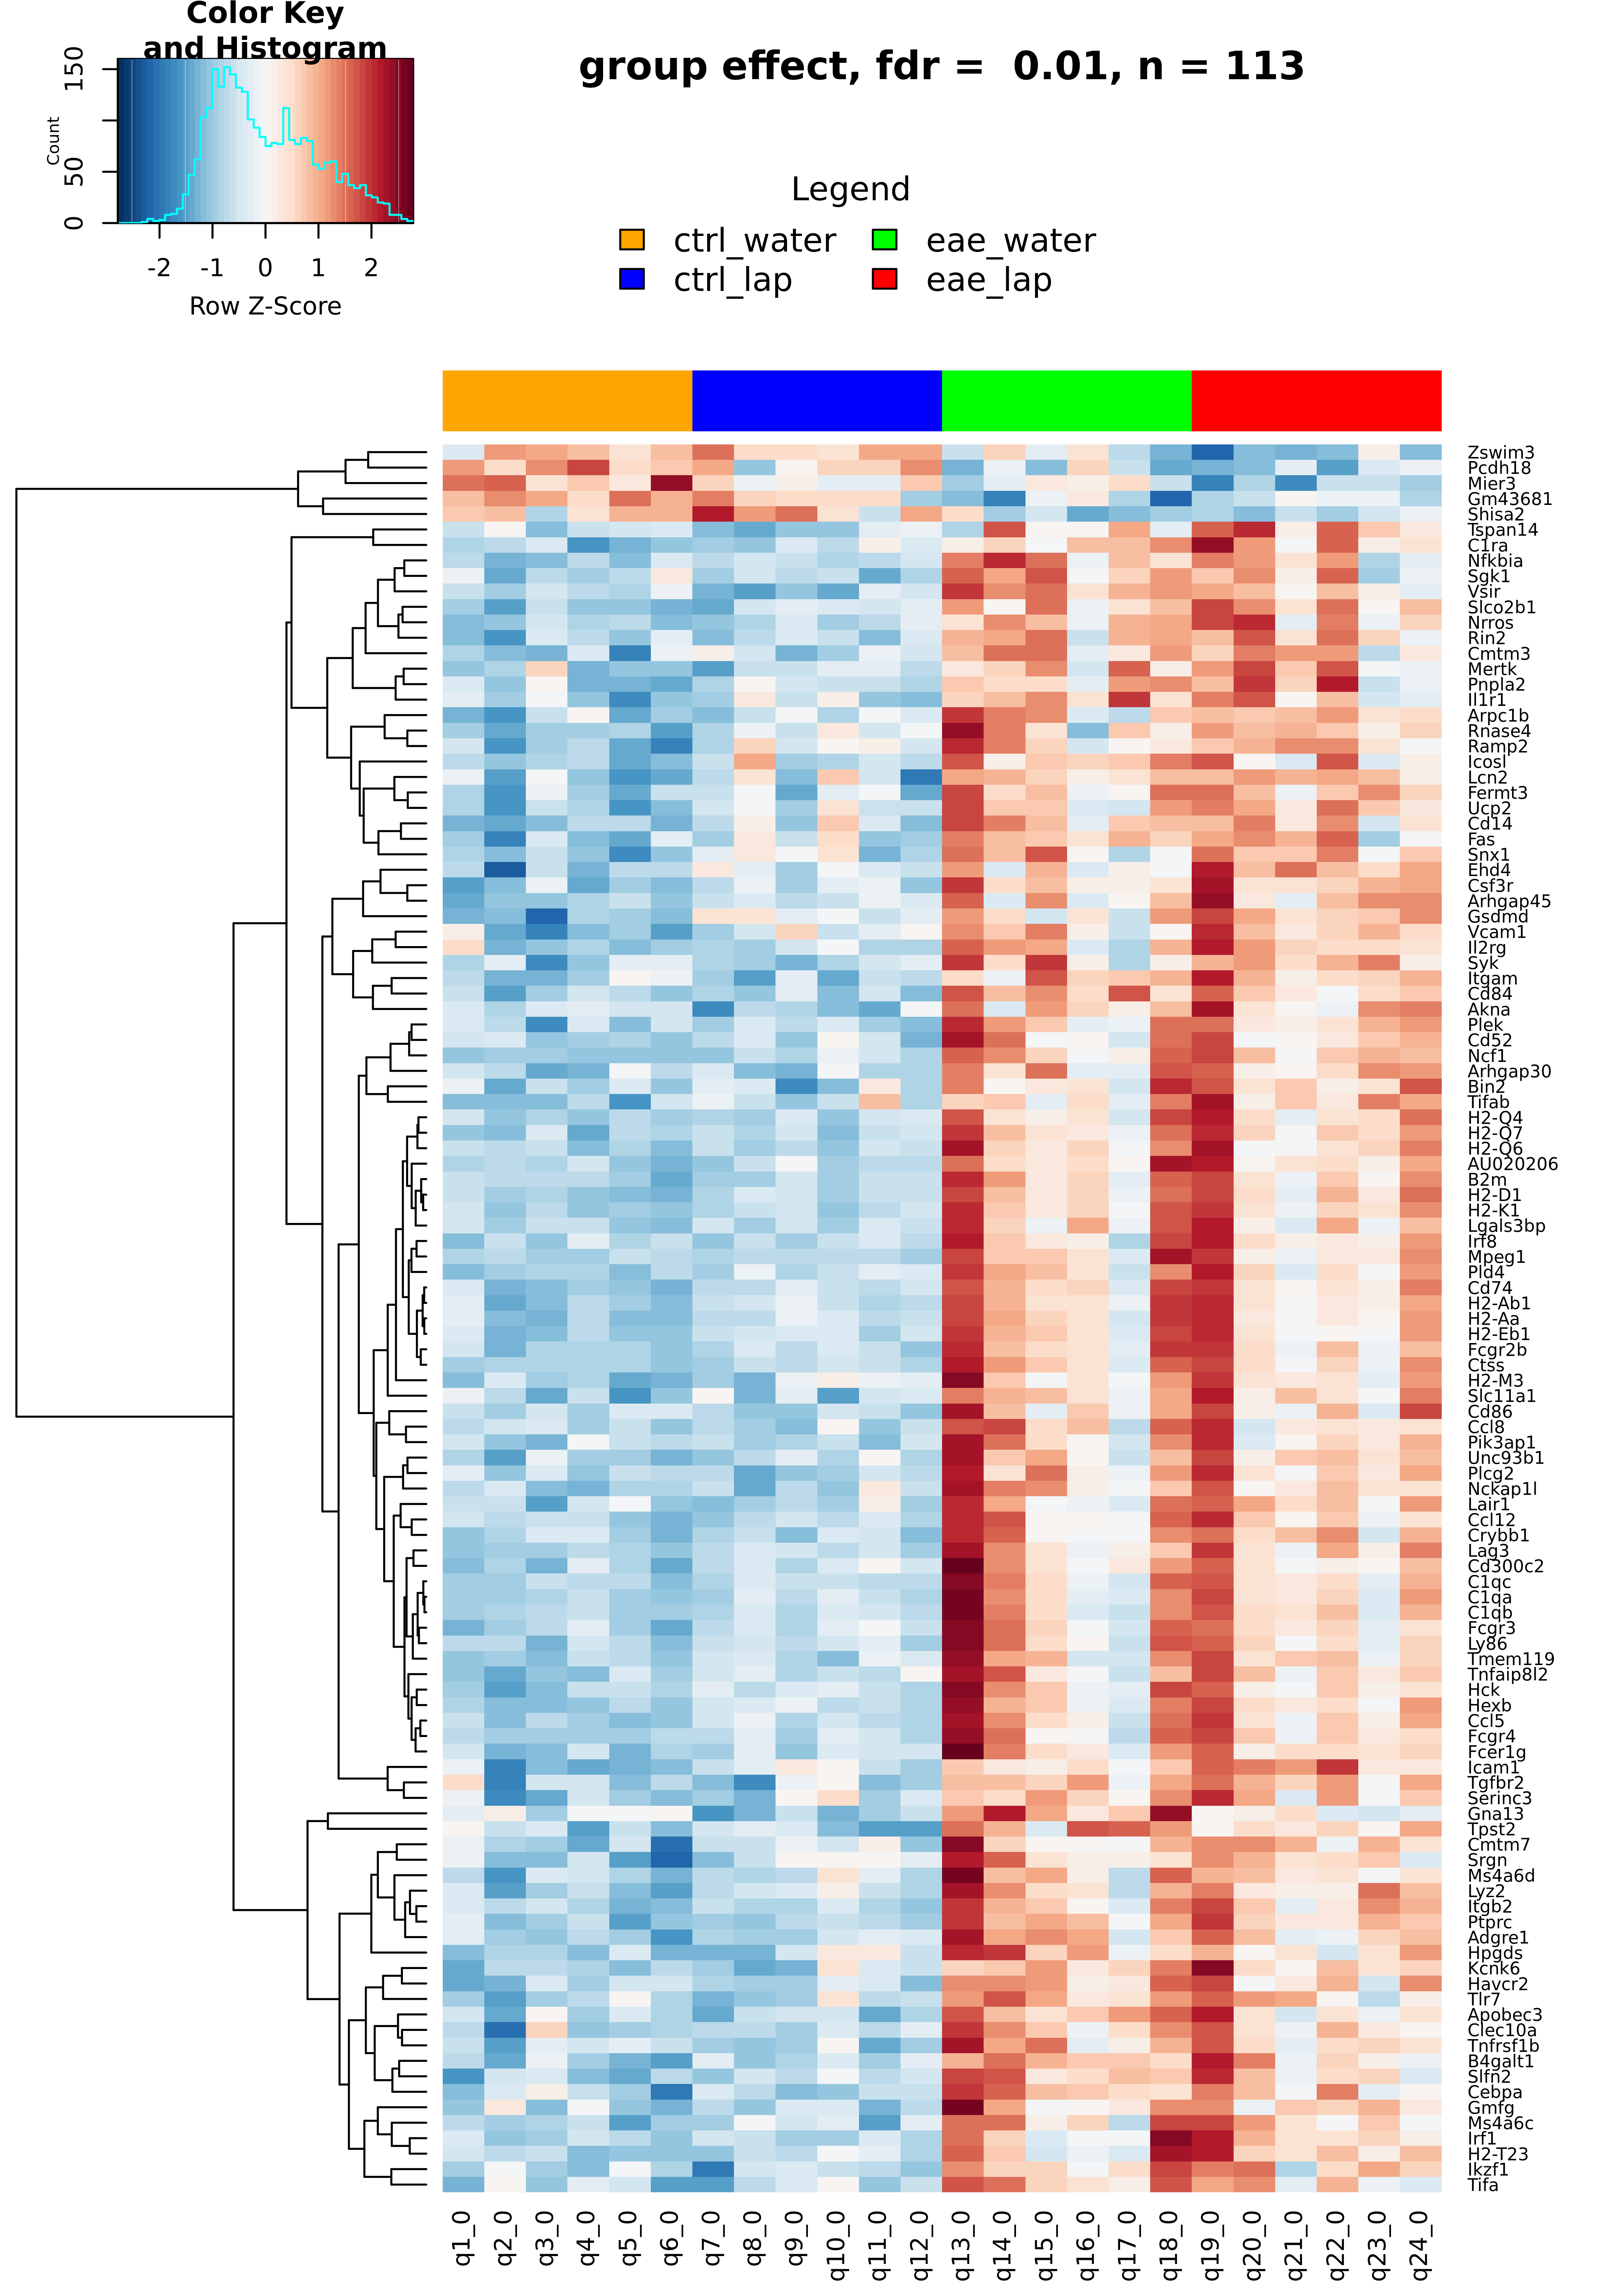 Color Key
and Histogram
group effect, fdr =  0.01, n = 113
Count
0
50
150
-2 -1 0 1 2
Row Z-Score
Legend
ctrl_water eae_water
ctrl_lap eae_lap
Zswim3
Pcdh18
Mier3
Gm43681
Shisa2
Tspan14
C1ra
Nfkbia
Sgk1
Vsir
Slco2b1
Nrros
Rin2
Cmtm3
Mertk
Pnpla2
Il1r1
Arpc1b
Rnase4
Ramp2
Icosl
Lcn2
Fermt3
Ucp2
Cd14
Fas
Snx1
Ehd4
Csf3r
Arhgap45
Gsdmd
Vcam1
Il2rg
Syk
Itgam
Cd84
Akna
Plek
Cd52
Ncf1
Arhgap30
Bin2
Tifab
H2-Q4
H2-Q7
H2-Q6
AU020206
B2m
H2-D1
H2-K1
Lgals3bp
Irf8
Mpeg1
Pld4
Cd74
H2-Ab1
H2-Aa
H2-Eb1
Fcgr2b
Ctss
H2-M3
Slc11a1
Cd86
Ccl8
Pik3ap1
Unc93b1
Plcg2
Nckap1l
Lair1
Ccl12
Crybb1
Lag3
Cd300c2
C1qc
C1qa
C1qb
Fcgr3
Ly86
Tmem119
Tnfaip8l2
Hck
Hexb
Ccl5
Fcgr4
Fcer1g
Icam1
Tgfbr2
Serinc3
Gna13
Tpst2
Cmtm7
Srgn
Ms4a6d
Lyz2
Itgb2
Ptprc
Adgre1
Hpgds
Kcnk6
Havcr2
Tlr7
Apobec3
Clec10a
Tnfrsf1b
B4galt1
Slfn2
Cebpa
Gmfg
Ms4a6c
Irf1
H2-T23
Ikzf1
Tifa
q1_0 q2_0 q3_0 q4_0 q5_0 q6_0 q7_0 q8_0 q9_0 q10_0 q11_0 q12_0 q13_0 q14_0 q15_0 q16_0 q17_0 q18_0 q19_0 q20_0 q21_0 q22_0 q23_0 q24_0